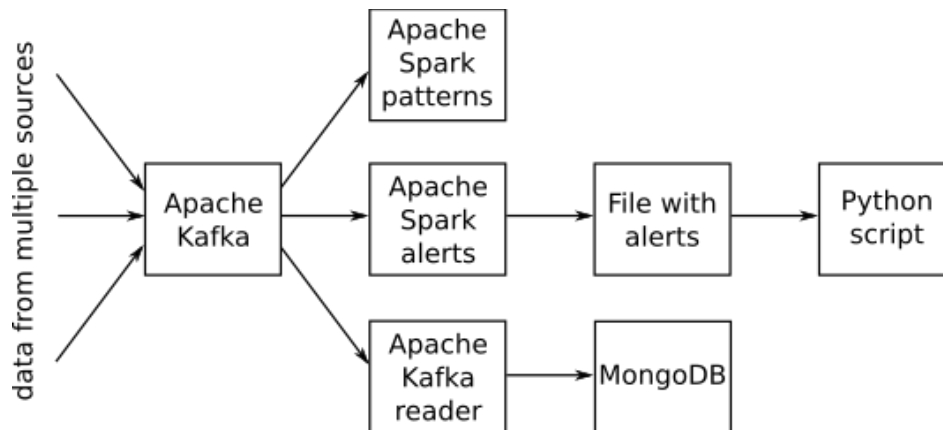 data from multiple sources
Apache
Kafka
Apache
Spark
patterns
Apache
Spark
alerts
File with
alerts
Python
script
Apache
Kafka
reader
MongoDB